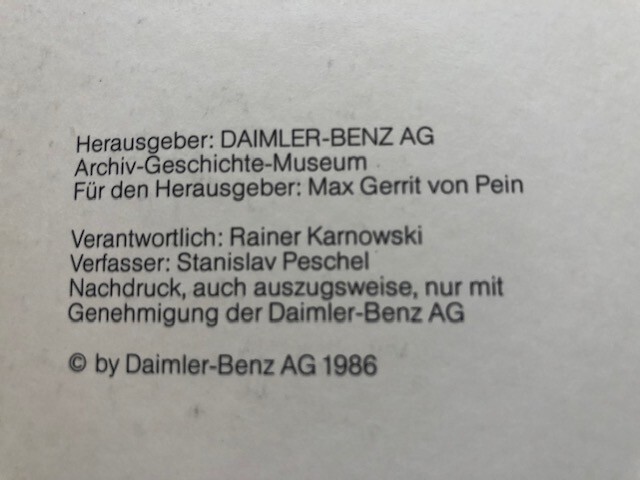 Herausgeber: DAIMLER-BENZ AG
Archiv-Geschichte-Museum
Für den Herausgeber: Max Gerrit von Pein
Verantwortlich: Rainer Karnowski
Verfasser: Stanislav Peschel
Nachdruck, auch auszugsweise, nur mit
Genehmigung der Daimler-Benz AG
© by Daimler-Benz AG 1986